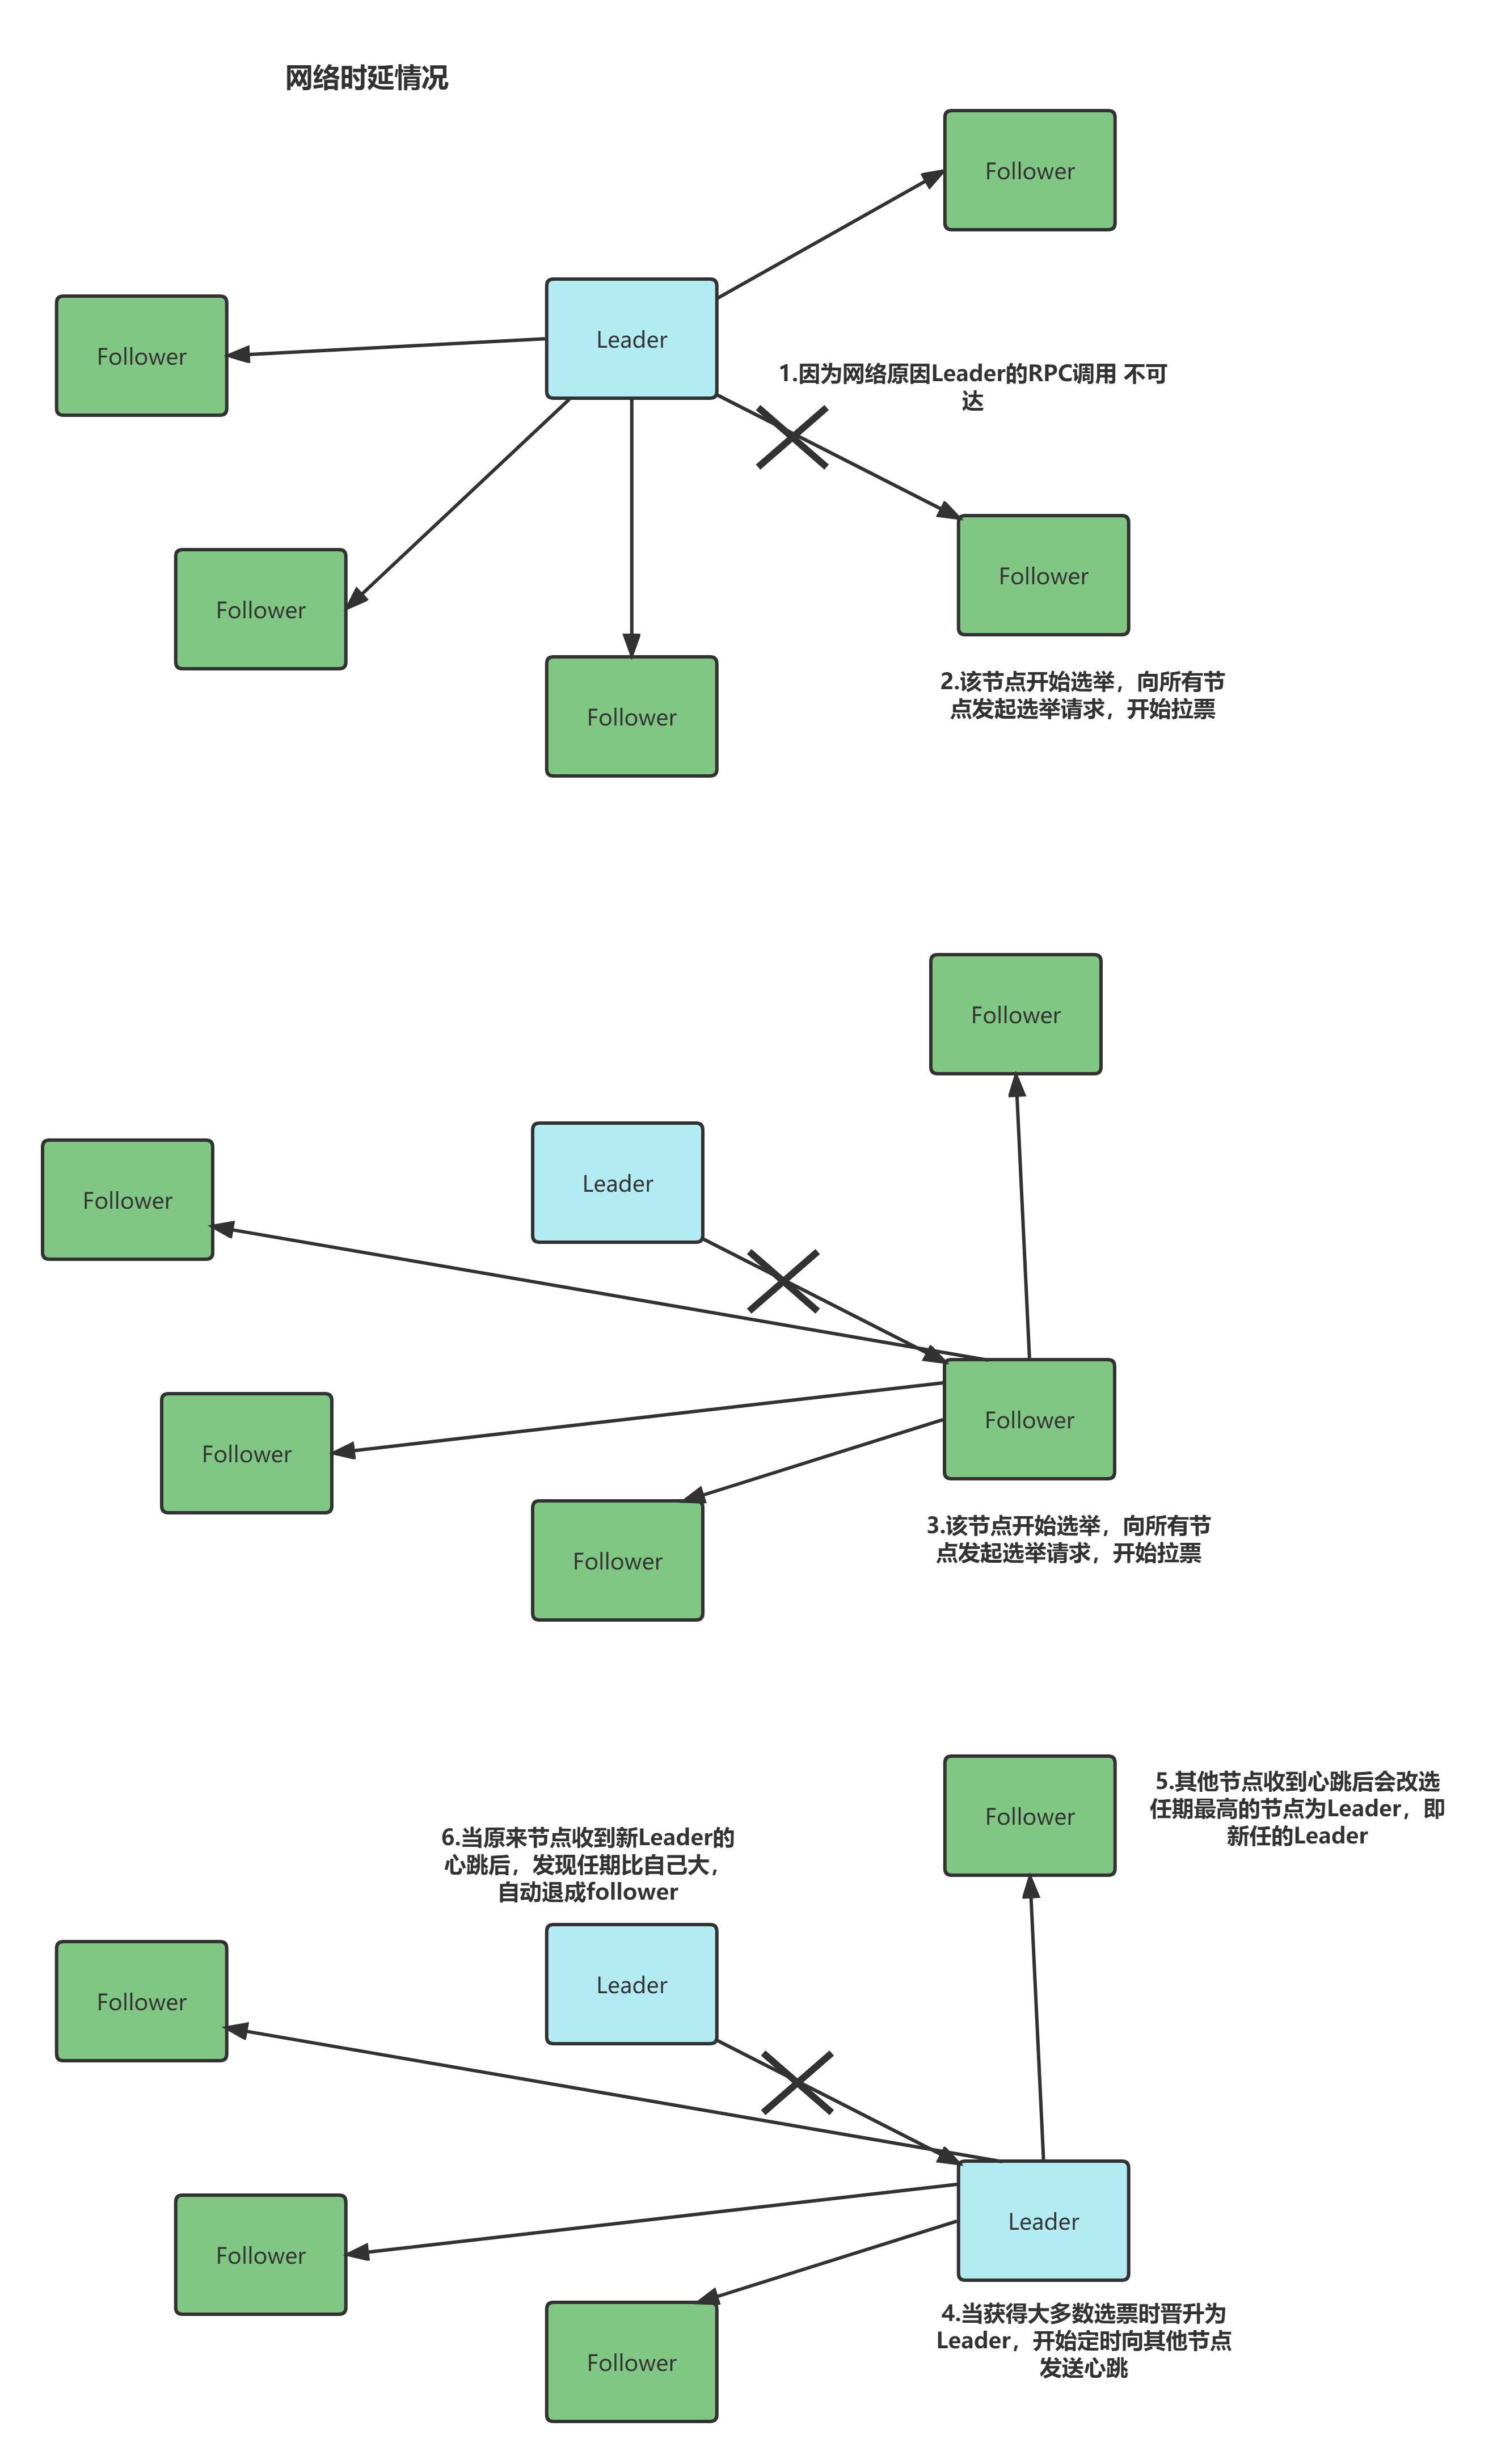 网络时延情况
Follower
Leader
Follower
1.因为网络原因Leader的RPC调用 不可
达
Follower
Follower
2.该节点开始选举，向所有节
点发起选举请求，开始拉票
Follower
Follower
Leader
Follower
Follower
Follower
3.该节点开始选举，向所有节
点发起选举请求，开始拉票
Follower
5.其他节点收到心跳后会改选
任期最高的节点为Leader，即
新任的Leader
Follower
6.当原来节点收到新Leader的
心跳后，发现任期比自己大，
自动退成follower
Leader
Follower
Leader
Follower
4.当获得大多数选票时晋升为
Leader，开始定时向其他节点
发送心跳
Follower